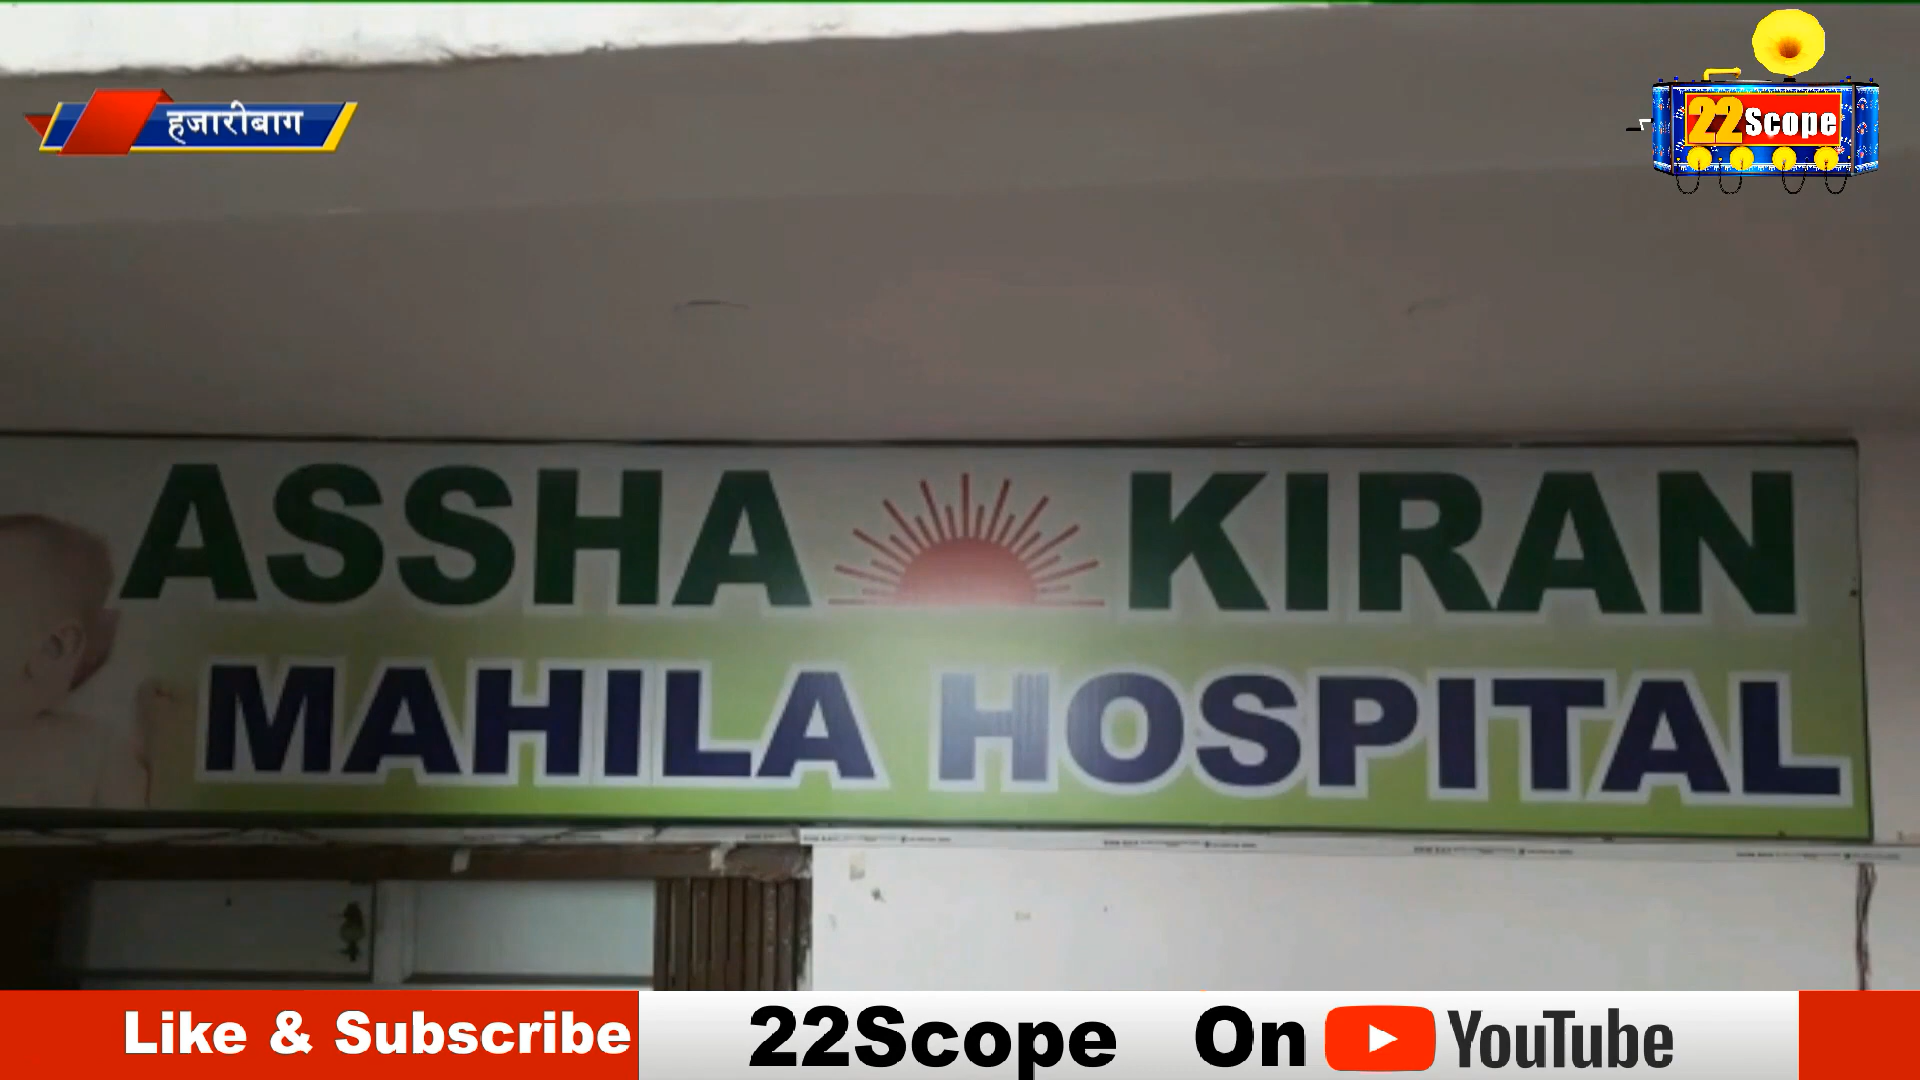 हजारीबाग
22Scope
ASSHA KIRAN
MAHILA HOSPITAL
Like & Subscribe
22Scope On YouTube